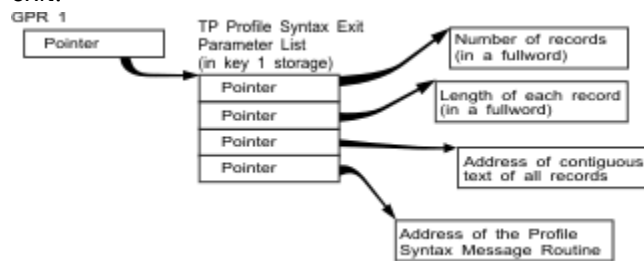 GPR 1
Pointer
TP Profile Syntax Exit
Parameter List
(in key 1 storage)
Pointer
Pointer
Pointer
Pointer
Number of records
(in a fullword)
Length of each record
(in a fullword)
Address of contiguous
text of all records
Address of the Profile
Syntax Message Routine